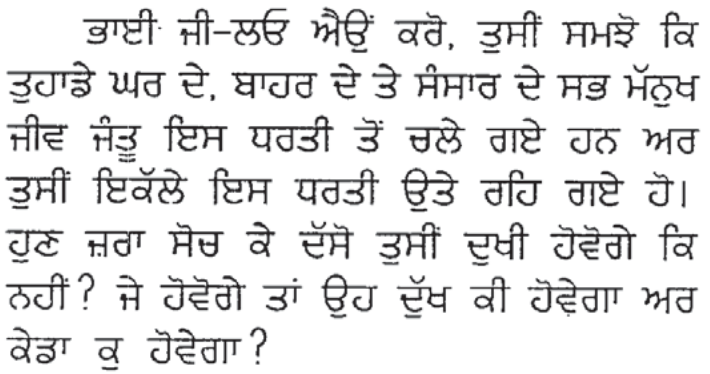 ਭਾਈ ਜੀ-ਲਓ ਐਉਂ ਕਰੋ, ਤੁਸੀਂ ਸਮਝੋ ਕਿ
ਤੁਹਾਡੇ ਘਰ ਦੇ, ਬਾਹਰ ਦੇ ਤੇ ਸੰਸਾਰ ਦੇ ਸਭ ਮੱਨੁਖ
ਜੀਵ ਜੰਤੂ ਇਸ ਧਰਤੀ ਤੋਂ ਚਲੇ ਗਏ ਹਨ ਅਰ
ਤੁਸੀਂ ਇਕੱਲੇ ਇਸ ਧਰਤੀ ਉਤੇ ਰਹਿ ਗਏ ਹੋ।
ਹੁਣ ਜ਼ਰਾ ਸੋਚ ਕੇ ਦੱਸੋ ਤੁਸੀਂ ਦੁਖੀ ਹੋਵੋਗੇ ਕਿ
ਨਹੀਂ? ਜੇ ਹੋਵੋਗੇ ਤਾਂ ਉਹ ਦੁੱਖ ਕੀ ਹੋਵੇਗਾ ਅਰ
ਕੇਡਾ ਕੁ ਹੋਵੇਗਾ?